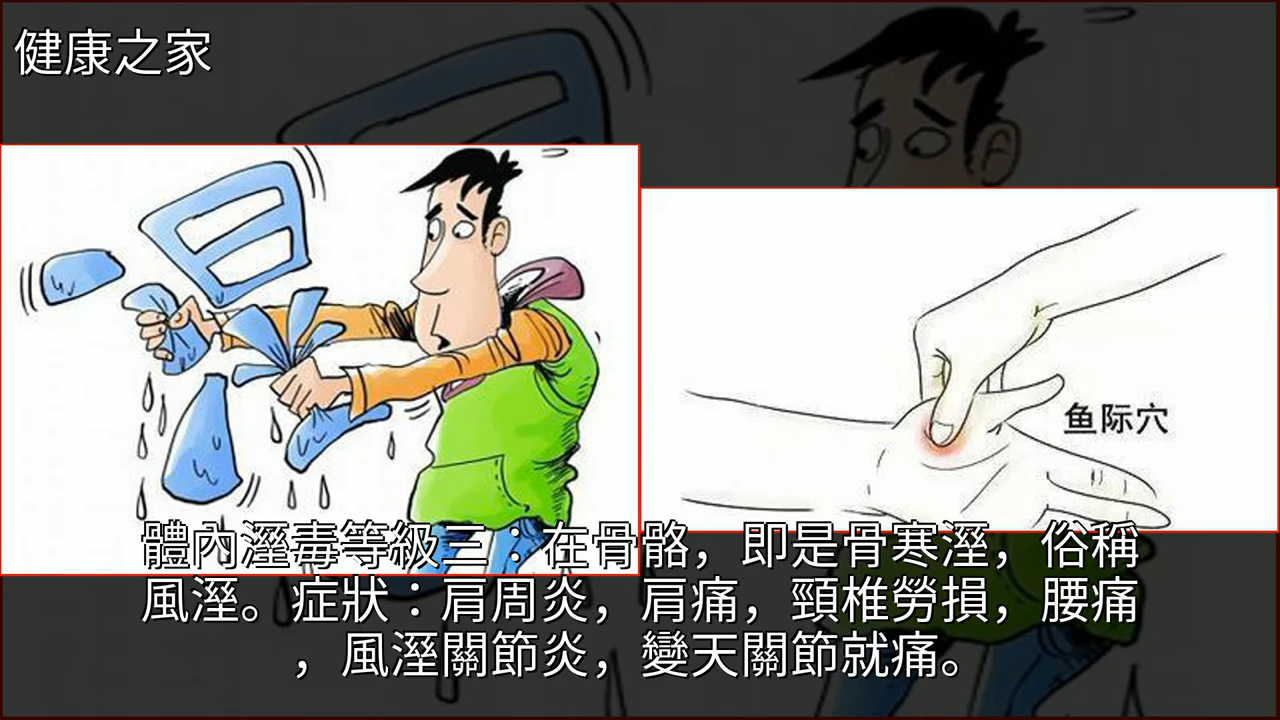 健康之家
鱼际穴
體內溼毒等級三：在骨骼，即是骨寒溼，俗稱
風溼。症狀：肩周炎，肩痛，頸椎勞損，腰痛
，風溼關節炎，變天關節就痛。